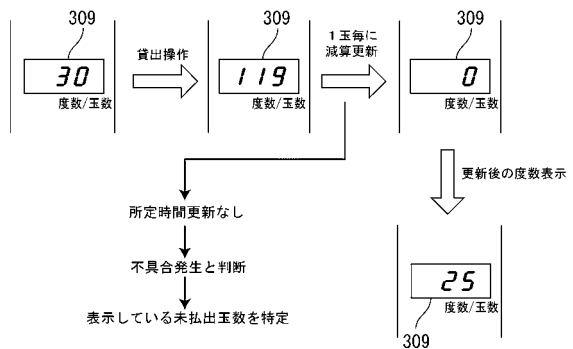 309
30
度数/玉数
貸出操作
309
119
度数/玉数
1玉毎に
減算更新
309
0
度数/玉数
更新後の度数表示
25
度数/玉数
309
所定時間更新なし
不具合発生と判断
表示している未払出玉数を特定